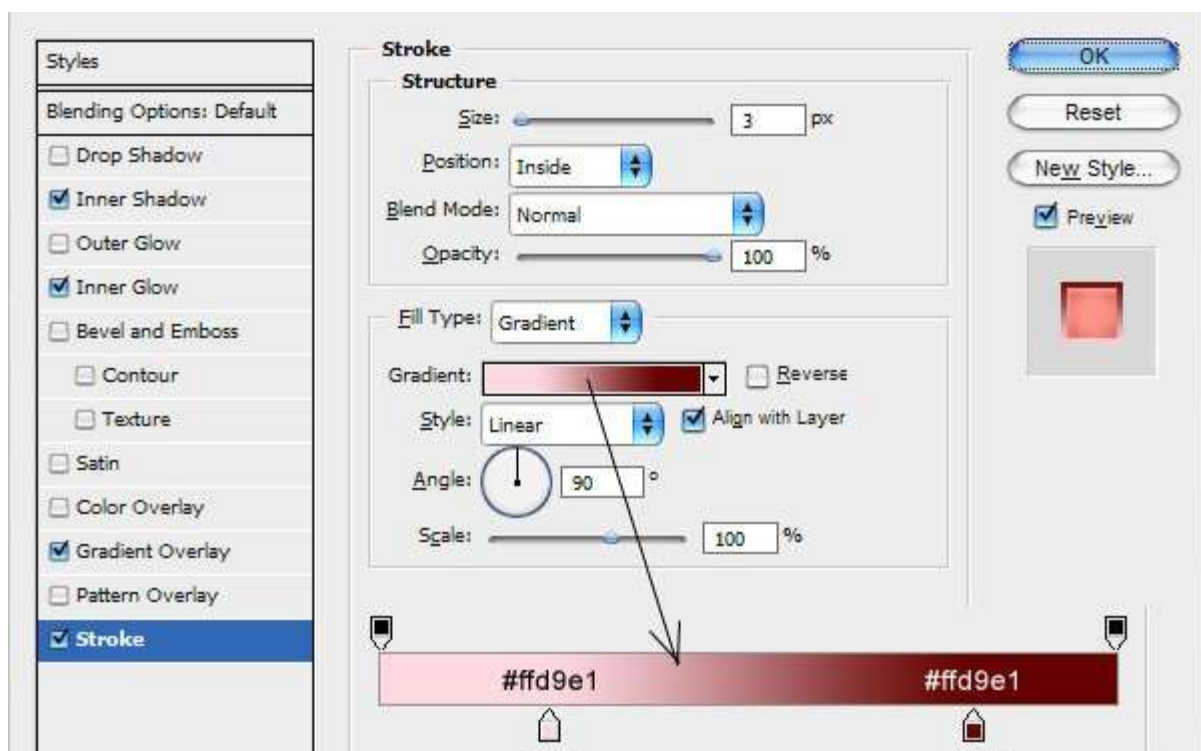 Styles
Blending Options: Default
Drop Shadow
Inner Shadow
Outer Glow
Inner Glow
Bevel and Emboss
Contour
Texture
Satin
Color Overlay
Gradient Overlay
Pattern Overlay
Stroke
Stroke
Structure
Size: 3 px
Position: Inside
Blend Mode: Normal
Opacity: 100 %
Fill Type: Gradient
Gradient: Reverse
Style: Linear Align with Layer
Angle: 90 °
Scale: 100 %
#ffd9e1 #ffd9e1
OK
Reset
New Style...
Preview